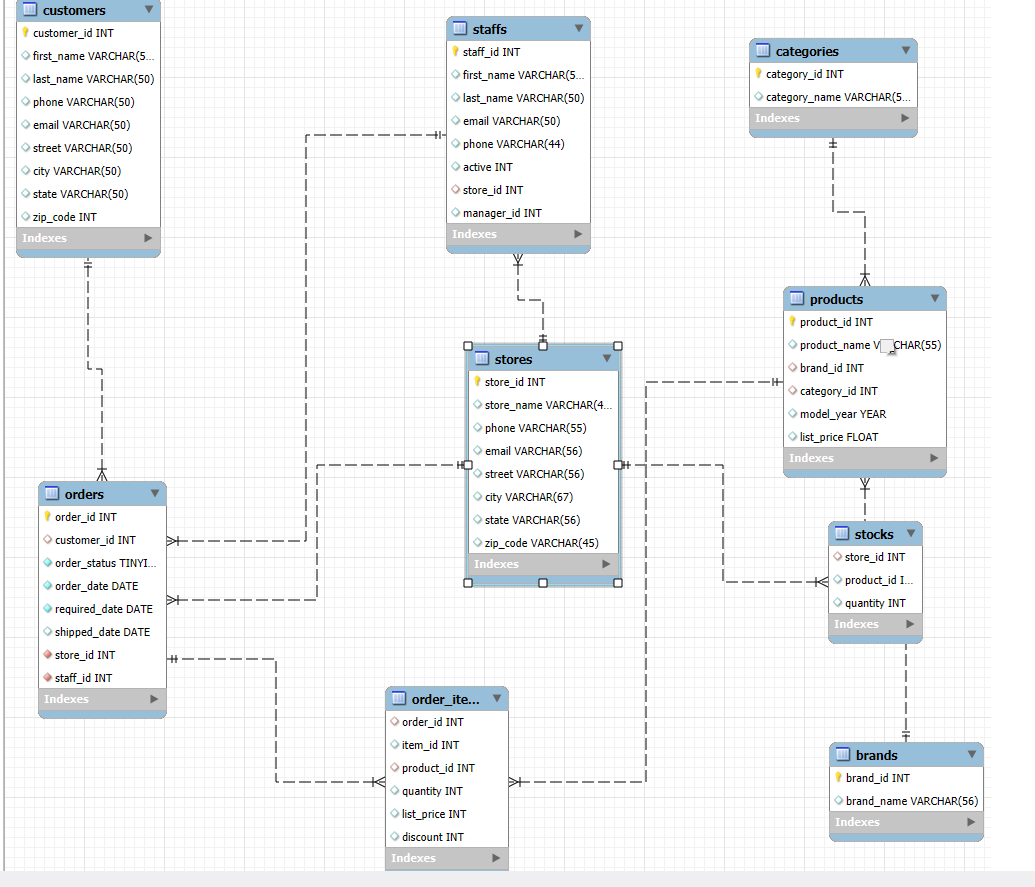 customers
customer_id INT
first_name VARCHAR(5...
last_name VARCHAR(50)
phone VARCHAR(50)
email VARCHAR(50)
street VARCHAR(50)
city VARCHAR(50)
state VARCHAR(50)
zip_code INT
Indexes
staffs
staff_id INT
first_name VARCHAR(5...
last_name VARCHAR(50)
email VARCHAR(50)
phone VARCHAR(44)
active INT
store_id INT
manager_id INT
Indexes
categories
category_id INT
category_name VARCHAR(5...
Indexes
products
product_id INT
product_name V CHAR(55)
brand_id INT
category_id INT
model_year YEAR
list_price FLOAT
Indexes
stores
store_id INT
store_name VARCHAR(4...
phone VARCHAR(55)
email VARCHAR(56)
street VARCHAR(56)
city VARCHAR(67)
state VARCHAR(56)
zip_code VARCHAR(45)
Indexes
orders
order_id INT
customer_id INT
order_status TINYI...
order_date DATE
required_date DATE
shipped_date DATE
store_id INT
staff_id INT
Indexes
stocks
store_id INT
product_id I...
quantity INT
Indexes
order_ite...
order_id INT
item_id INT
product_id INT
quantity INT
list_price INT
discount INT
Indexes
brands
brand_id INT
brand_name VARCHAR(56)
Indexes